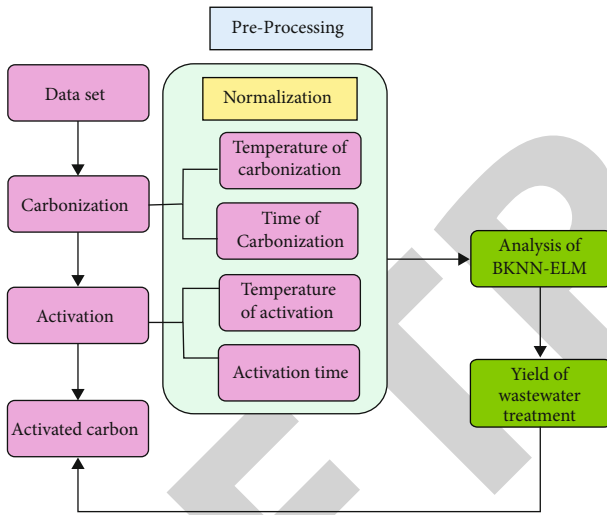 Pre-Processing
Data set
Normalization
Temperature of
carbonization
Carbonization
Time of
Carbonization
Analysis of
BKNN-ELM
Temperature
of activation
Activation
Activation time
Yield of
wastewater
treatment
Activated carbon